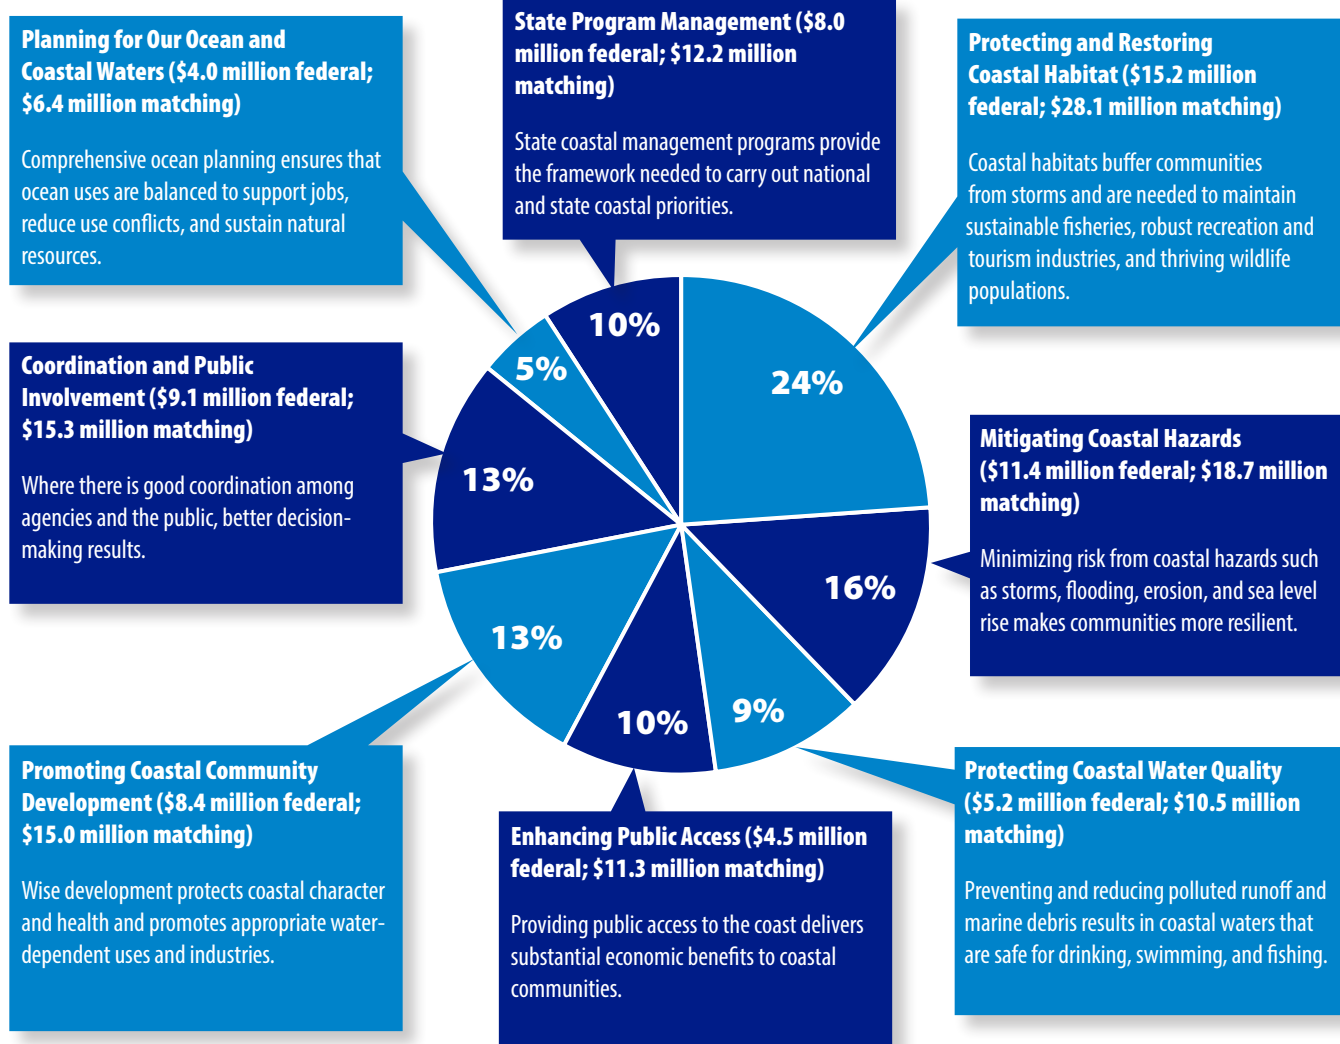 Planning for Our Ocean and
Coastal Waters ($4.0 million federal;
$6.4 million matching)
Comprehensive ocean planning ensures that
ocean uses are balanced to support jobs,
reduce use conflicts, and sustain natural
resources.
State Program Management ($8.0
million federal; $12.2 million
matching)
State coastal management programs provide
the framework needed to carry out national
and state coastal priorities.
Protecting and Restoring
Coastal Habitat ($15.2 million
federal; $28.1 million matching)
Coastal habitats buffer communities
from storms and are needed to maintain
sustainable fisheries, robust recreation and
tourism industries, and thriving wildlife
populations.
Coordination and Public
Involvement ($9.1 million federal;
$15.3 million matching)
Where there is good coordination among
agencies and the public, better decision-
making results.
10%
5%
24%
13%
16%
13%
10%
9%
Mitigating Coastal Hazards
($11.4 million federal; $18.7 million
matching)
Minimizing risk from coastal hazards such
as storms, flooding, erosion, and sea level
rise makes communities more resilient.
Promoting Coastal Community
Development ($8.4 million federal;
$15.0 million matching)
Wise development protects coastal character
and health and promotes appropriate water-
dependent uses and industries.
Enhancing Public Access ($4.5 million
federal; $11.3 million matching)
Providing public access to the coast delivers
substantial economic benefits to coastal
communities.
Protecting Coastal Water Quality
($5.2 million federal; $10.5 million
matching)
Preventing and reducing polluted runoff and
marine debris results in coastal waters that
are safe for drinking, swimming, and fishing.